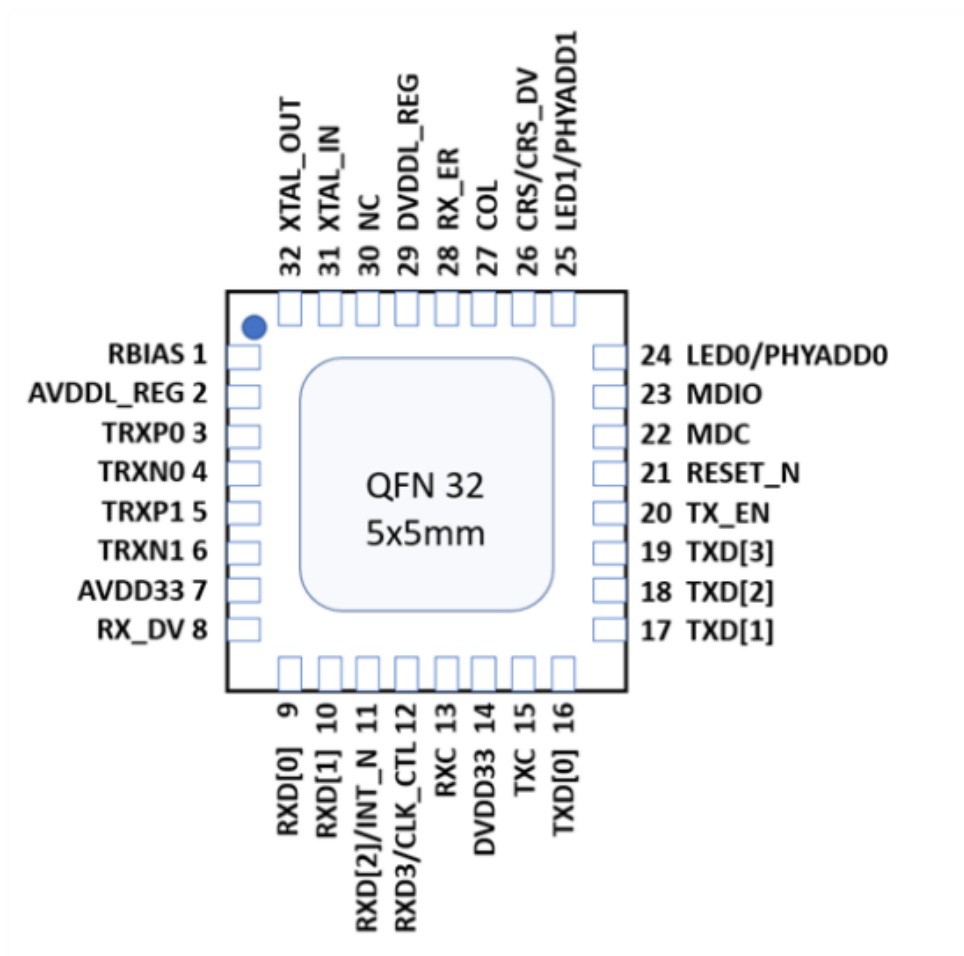 32 XTAL_OUT
31 XTAL_IN
30 NC
29 DVDDL_REG
28 RX_ER
27 COL
26 CRS/CRS_DV
25 LED1/PHYADD1
RBIAS 1
AVDDL_REG 2
TRXP0 3
TRXN0 4
TRXP1 5
TRXN1 6
AVDD33 7
RX_DV 8
QFN 32
5x5mm
24 LED0/PHYADD0
23 MDIO
22 MDC
21 RESET_N
20 TX_EN
19 TXD[3]
18 TXD[2]
17 TXD[1]
RXD[0] 9
RXD[1] 10
RXD[2]/INT_N 11
RXD3/CLK_CTL 12
RXC 13
DVDD33 14
TXC 15
TXD[0] 16